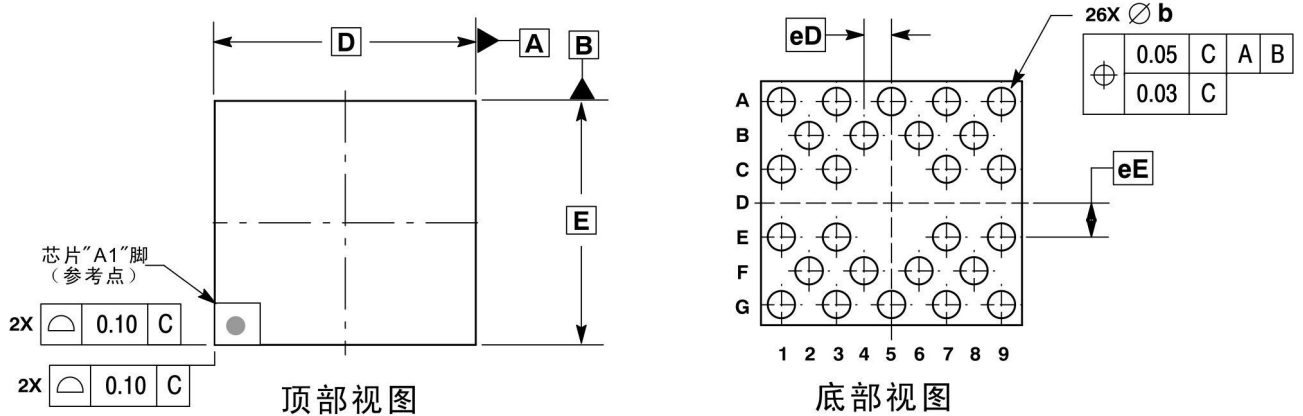 D
A
B
E
芯片"A1"脚
(参考点)
2X 0.10 C
2X 0.10 C
顶部视图
eD
26X ∅ b
⌖ 0.05 C A B
0.03 C
A
B
C
D
E
F
G
eE
1 2 3 4 5 6 7 8 9
底部视图